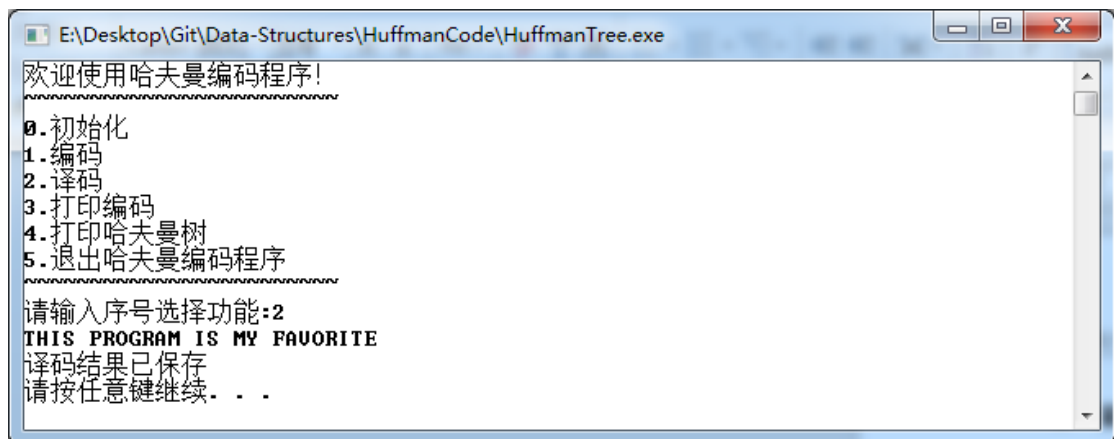 E:\Desktop\Git\Data-Structures\HuffmanCode\HuffmanTree.exe
欢迎使用哈夫曼编码程序!
~~~~~~~~~~~~~~~~~~~~~~~~~~~~~~
0.初始化
1.编码
2.译码
3.打印编码
4.打印哈夫曼树
5.退出哈夫曼编码程序
~~~~~~~~~~~~~~~~~~~~~~~~~~~~~~
请输入序号选择功能:2
THIS PROGRAM IS MY FAVORITE
译码结果已保存
请按任意键继续. . .